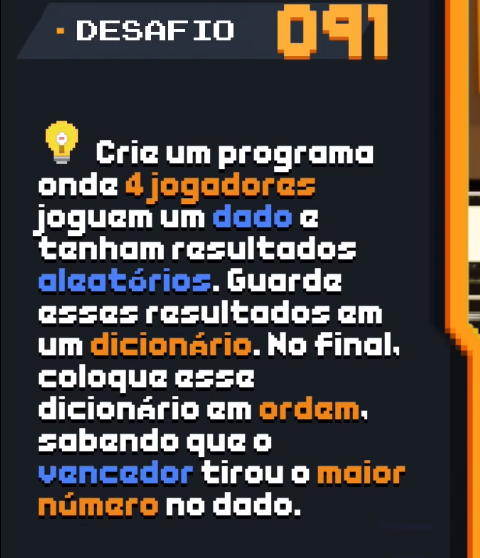 DESAFIO 091
Crie um programa
onde 4 jogadores
joguem um dado e
tenham resultados
aleatórios. Guarde
esses resultados em
um dicionário. No final,
coloque esse
dicionário em ordem,
sabendo que o
vencedor tirou o maior
número no dado.